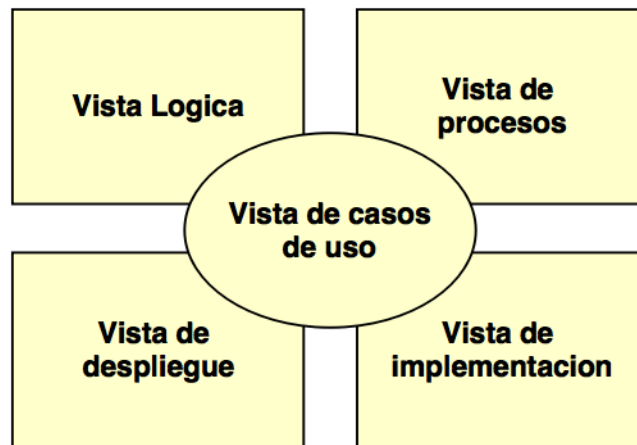 Vista Logica
Vista de
procesos
Vista de casos
de uso
Vista de
despliegue
Vista de
implementacion